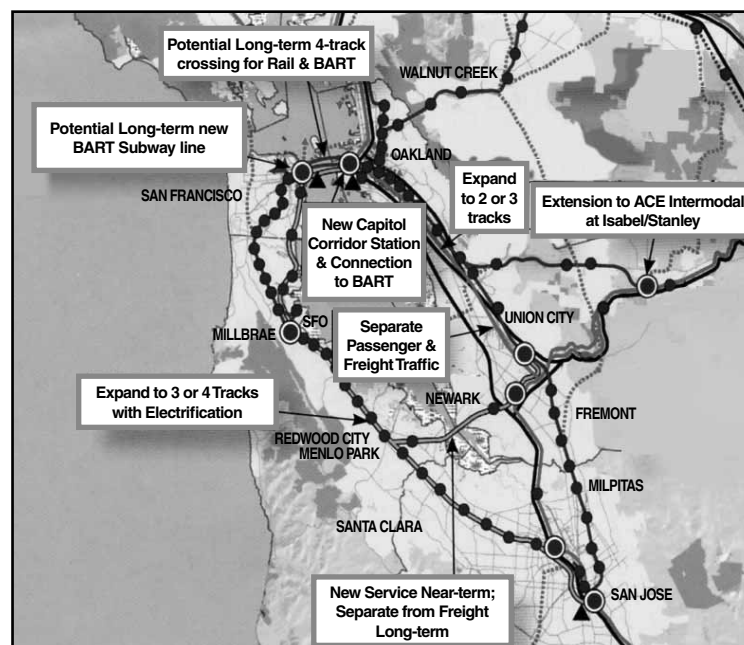 Potential Long-term 4-track
crossing for Rail & BART
WALNUT CREEK
Potential Long-term new
BART Subway line
OAKLAND
SAN FRANCISCO
Expand
to 2 or 3
tracks
Extension to ACE Intermodal
at Isabel/Stanley
New Capitol
Corridor Station
& Connection
to BART
SFO
MILLBRAE
UNION CITY
Separate
Passenger &
Freight Traffic
Expand to 3 or 4 Tracks
with Electrification
NEWARK
FREMONT
REDWOOD CITY
MENLO PARK
MILPITAS
SANTA CLARA
New Service Near-term;
Separate from Freight
Long-term
SAN JOSE